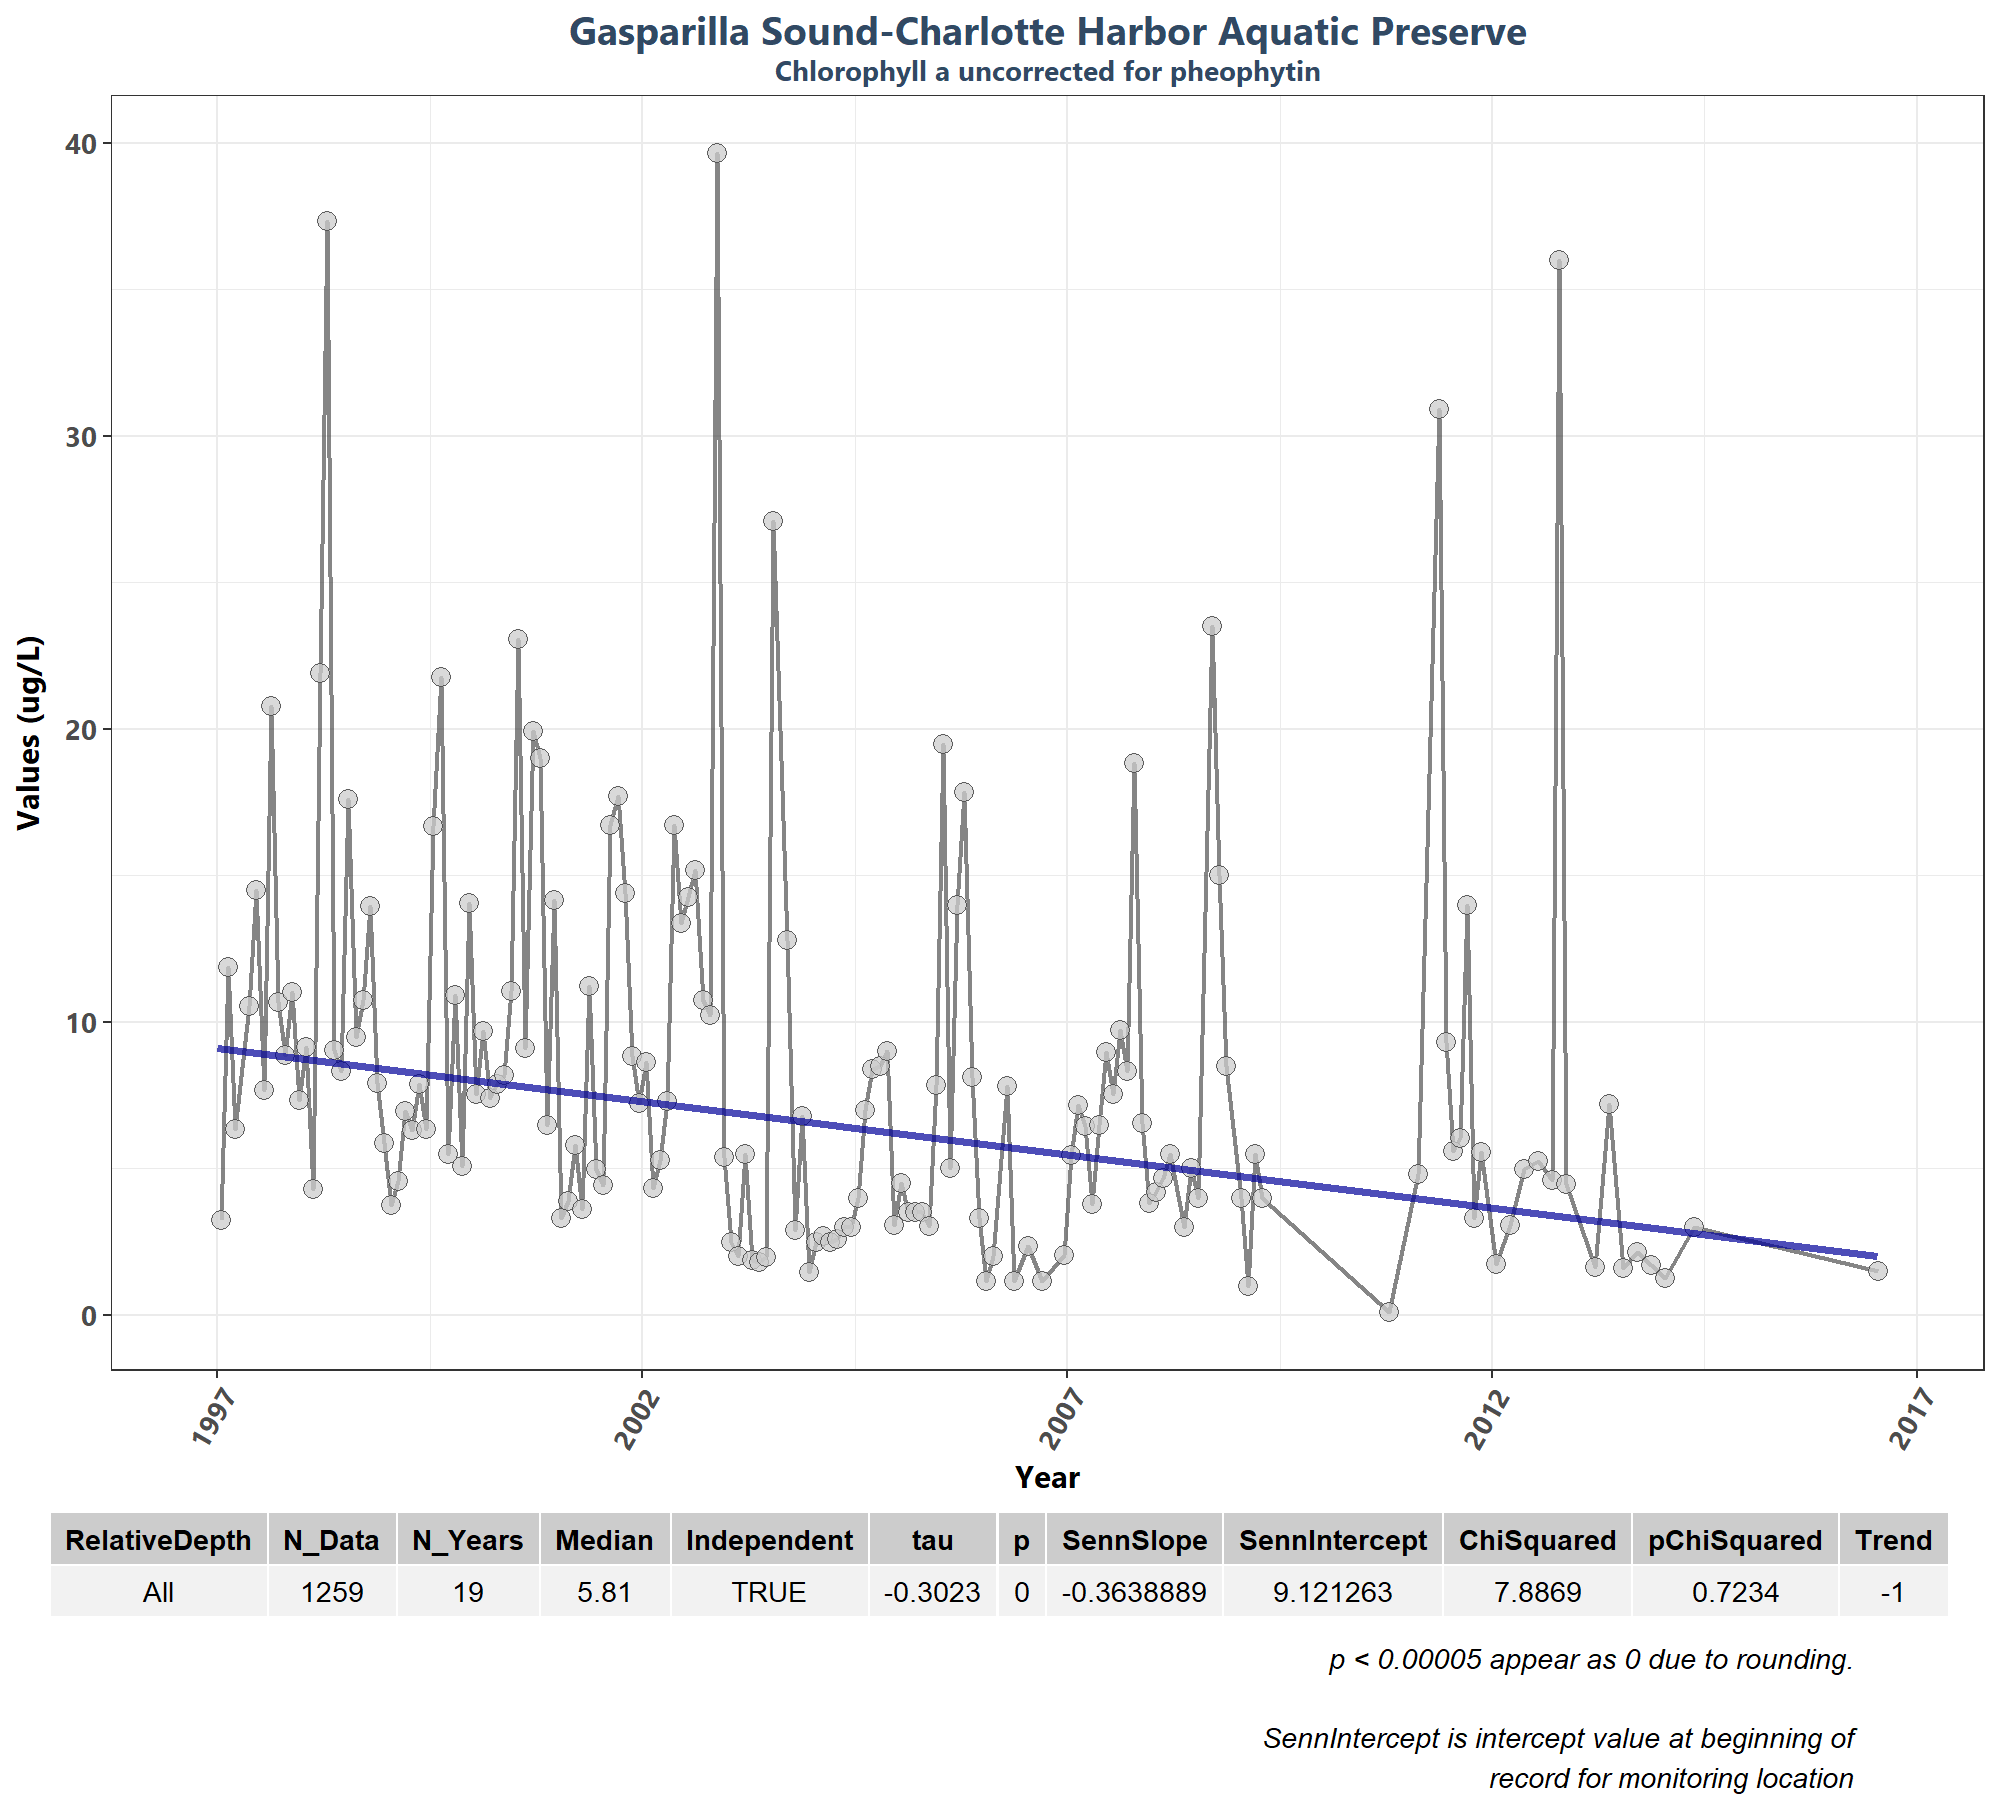 Gasparilla Sound-Charlotte Harbor Aquatic Preserve
Chlorophyll a uncorrected for pheophytin
Values (ug/L)
40
30
20
10
0
1997
2002
2007
2012
2017
Year
RelativeDepth N_Data N_Years Median Independent tau p SennSlope SennIntercept ChiSquared pChiSquared Trend
All 1259 19 5.81 TRUE -0.3023 0 -0.3638889 9.121263 7.8869 0.7234 -1
p < 0.00005 appear as 0 due to rounding.
SennIntercept is intercept value at beginning of
record for monitoring location